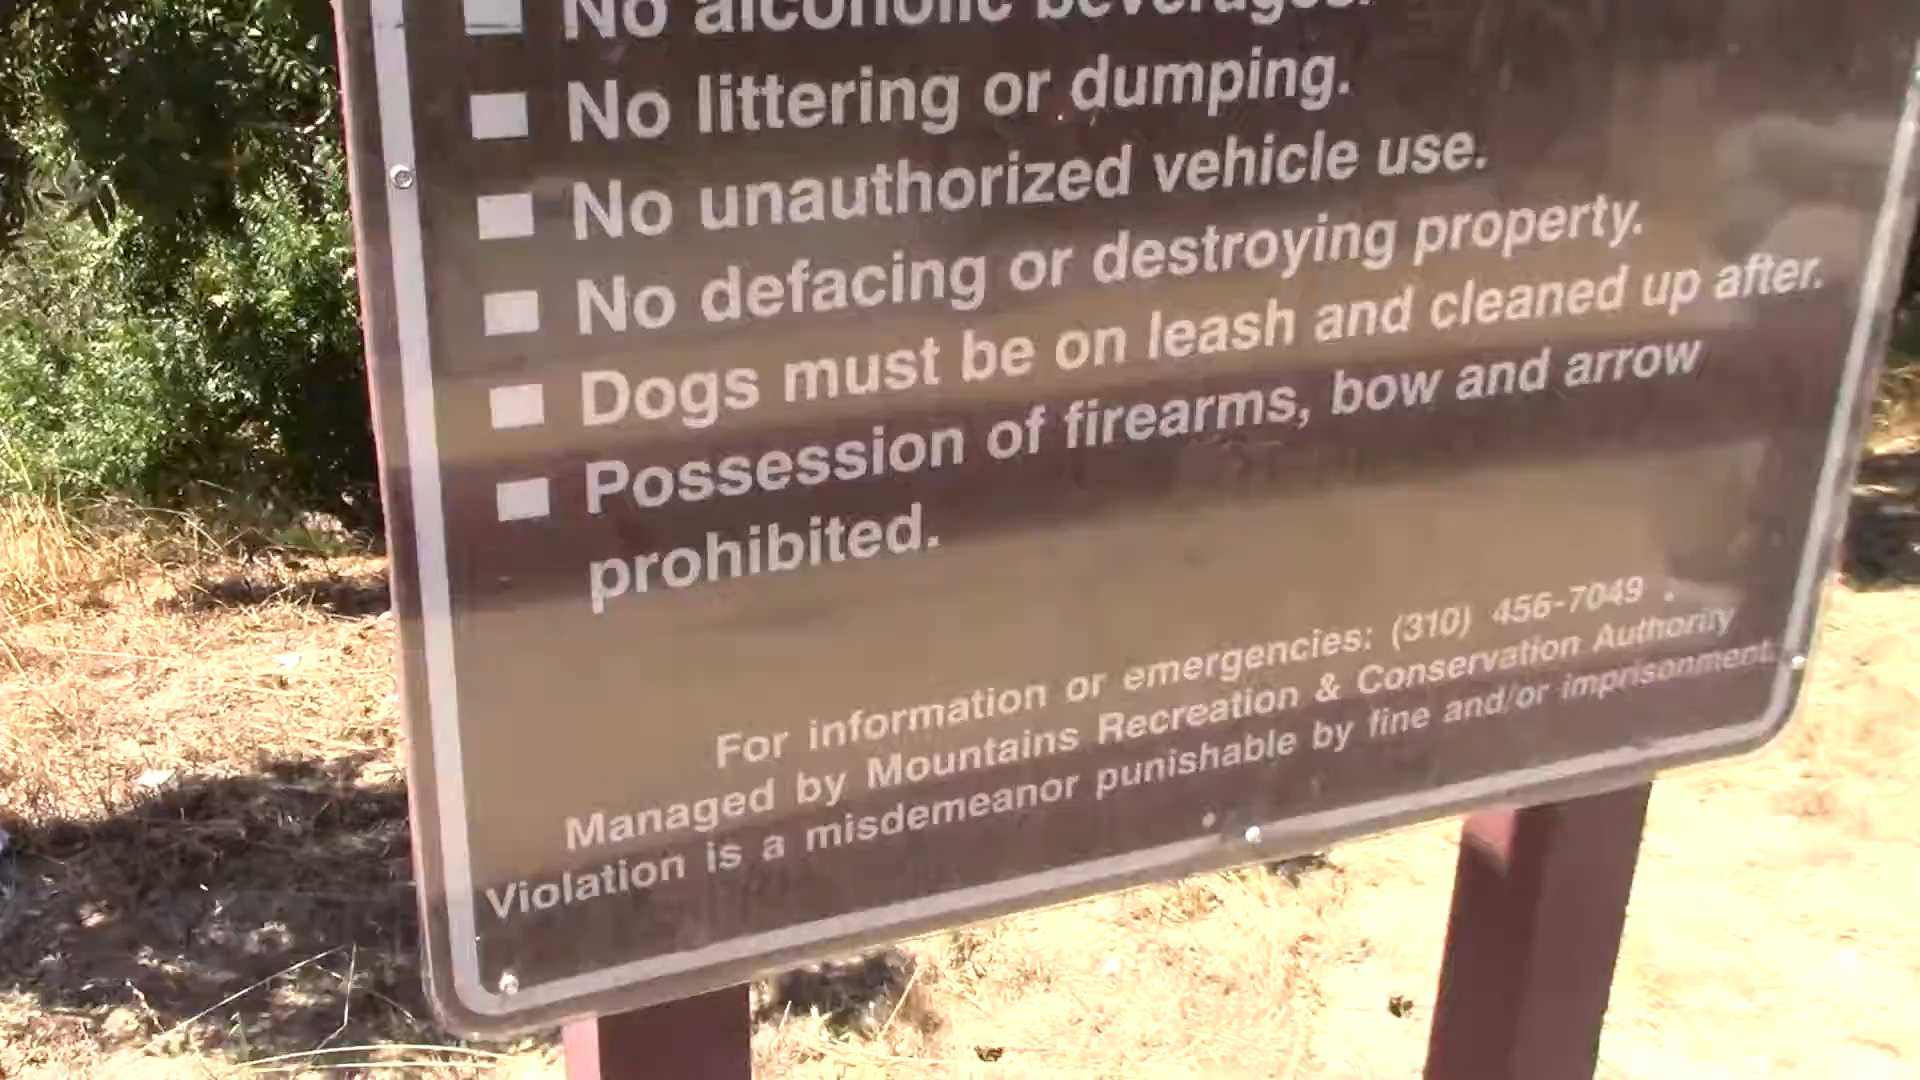 No alcoholic beverages.
No littering or dumping.
No unauthorized vehicle use.
No defacing or destroying property.
Dogs must be on leash and cleaned up after.
Possession of firearms, bow and arrow
prohibited.
For information or emergencies: (310) 456-7049 .
Managed by Mountains Recreation & Conservation Authority
Violation is a misdemeanor punishable by fine and/or imprisonment.